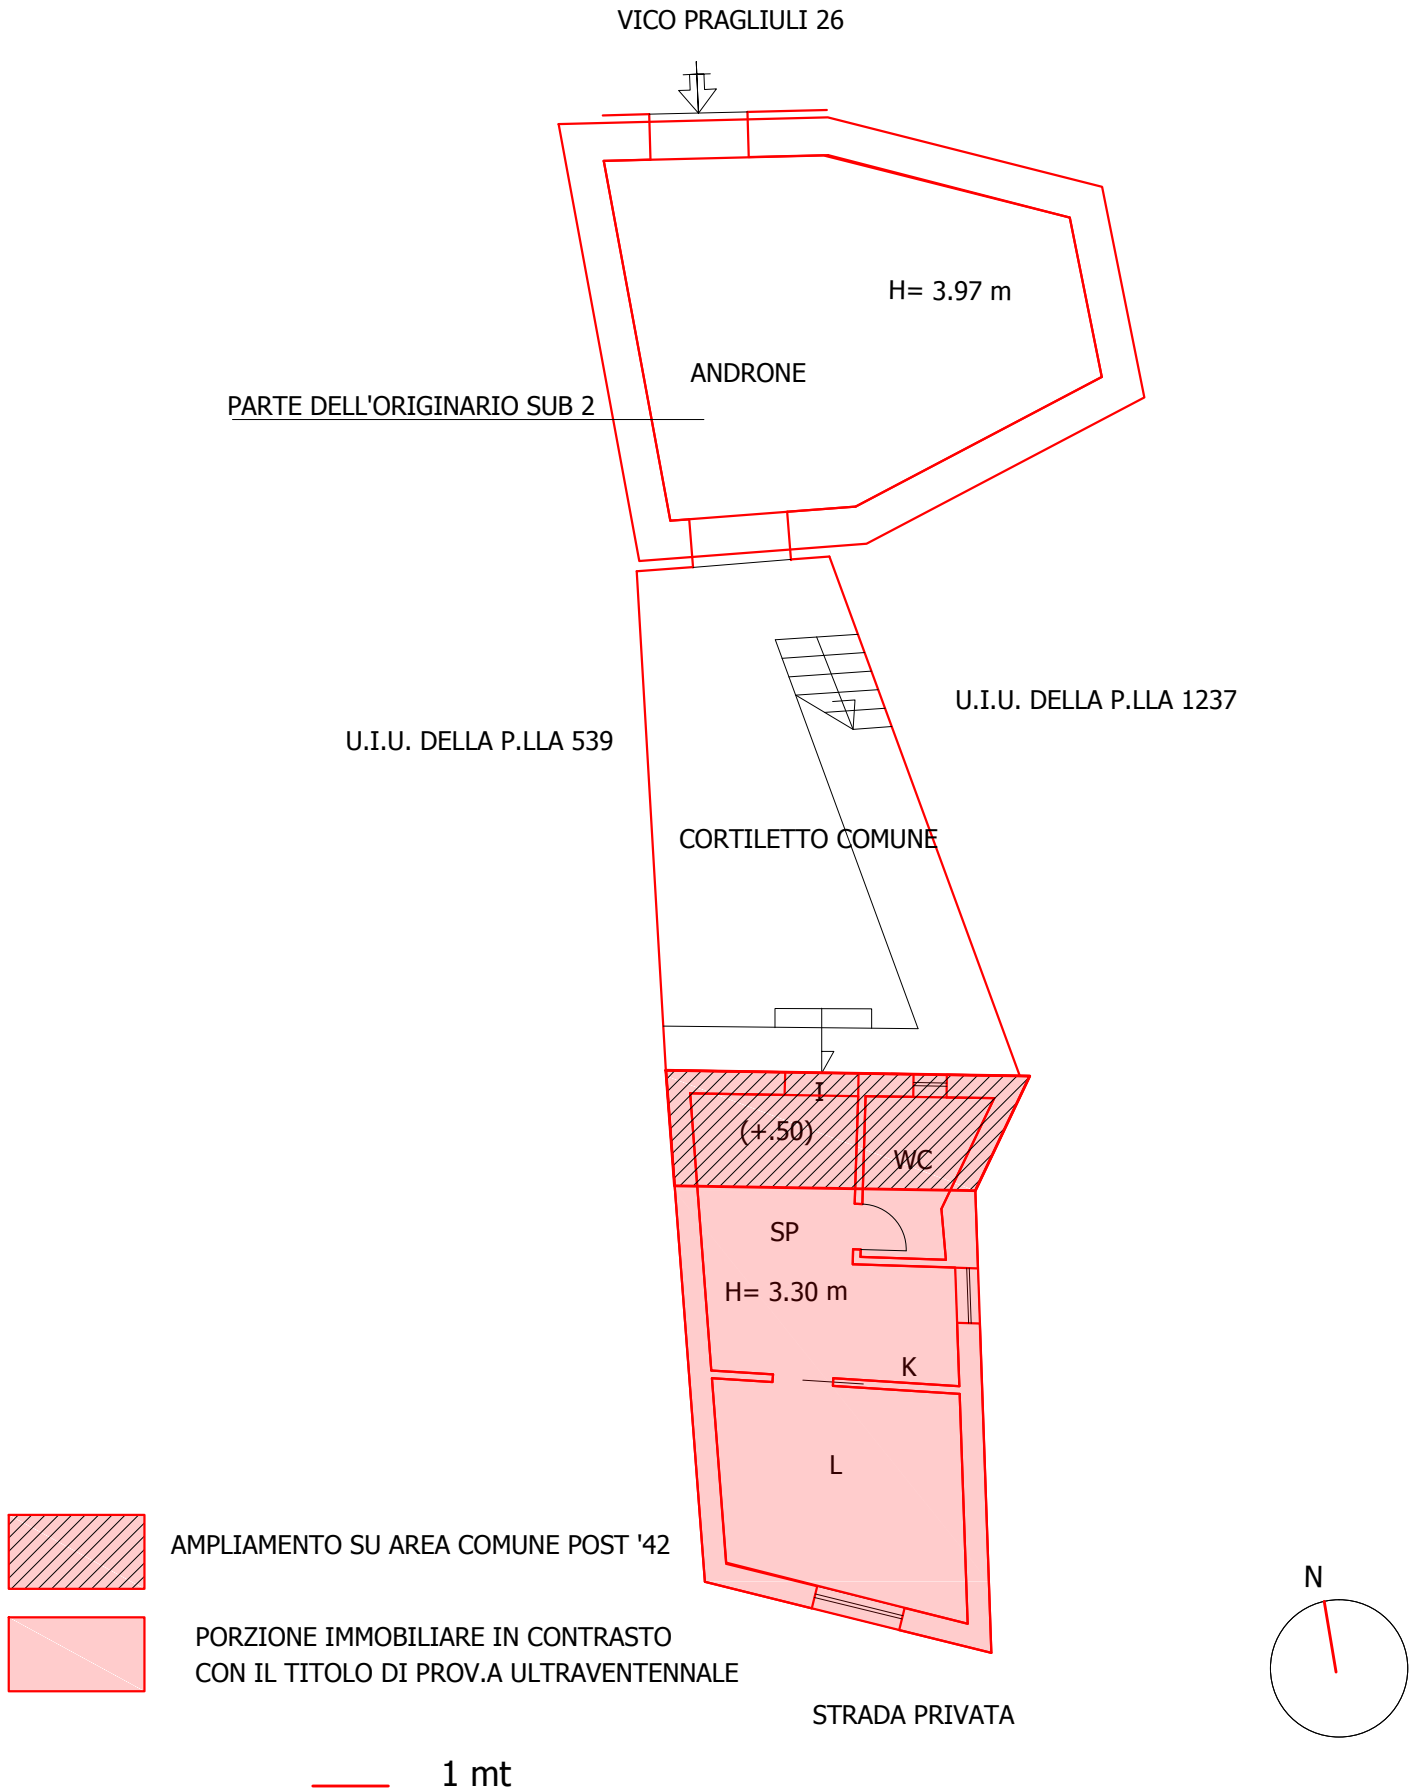 VICO PRAGLIULI 26
H= 3.97 m
ANDRONE
PARTE DELL'ORIGINARIO SUB 2
U.I.U. DELLA P.LLA 1237
U.I.U. DELLA P.LLA 539
CORTILETTO COMUNE
I
(+.50)
WC
SP
H= 3.30 m
K
L
AMPLIAMENTO SU AREA COMUNE POST '42
N
PORZIONE IMMOBILIARE IN CONTRASTO
CON IL TITOLO DI PROV.A ULTRAVENTENNALE
STRADA PRIVATA
1 mt